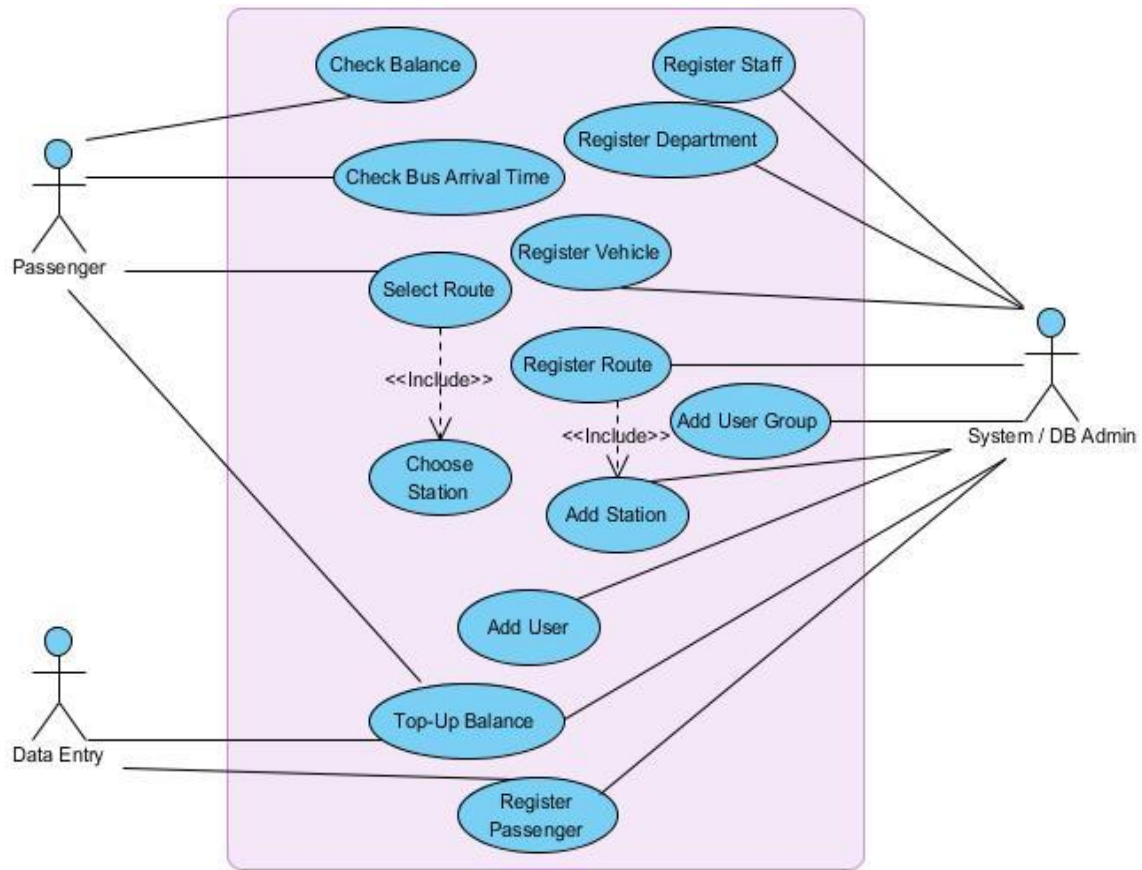 Check Balance
Register Staff
Register Department
Check Bus Arrival Time
Register Vehicle
Passenger
Select Route
Register Route
<<Include>>
Add User Group
<<Include>>
System / DB Admin
Choose
Station
Add Station
Add User
Top-Up Balance
Data Entry
Register
Passenger